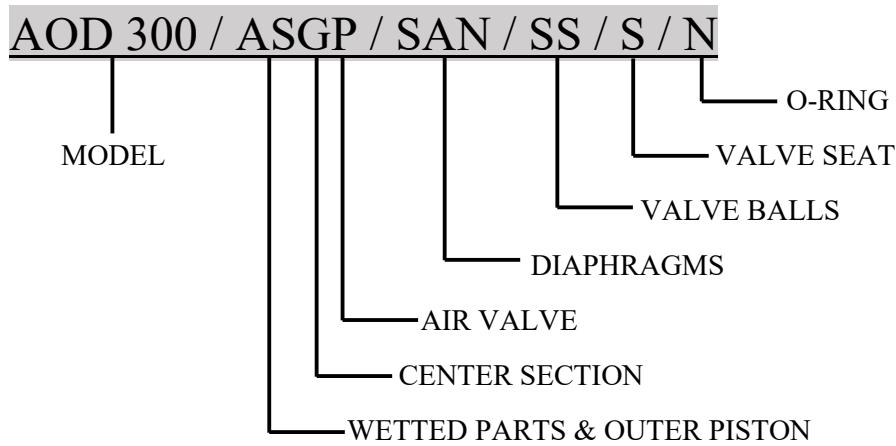 AOD 300 / ASGP / SAN / SS / S / N
O-RING
MODEL
VALVE SEAT
VALVE BALLS
DIAPHRAGMS
AIR VALVE
CENTER SECTION
WETTED PARTS & OUTER PISTON